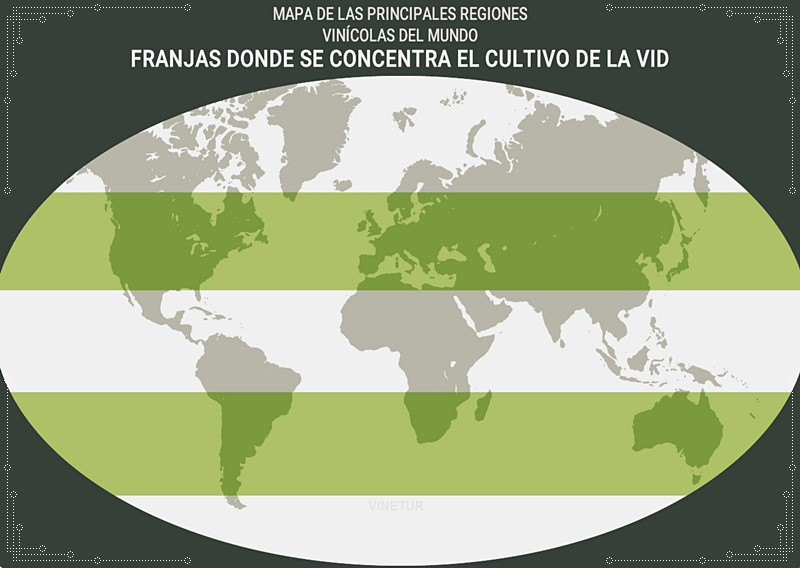 MAPA DE LAS PRINCIPALES REGIONES
VINÍCOLAS DEL MUNDO
FRANJAS DONDE SE CONCENTRA EL CULTIVO DE LA VID
VINETUR